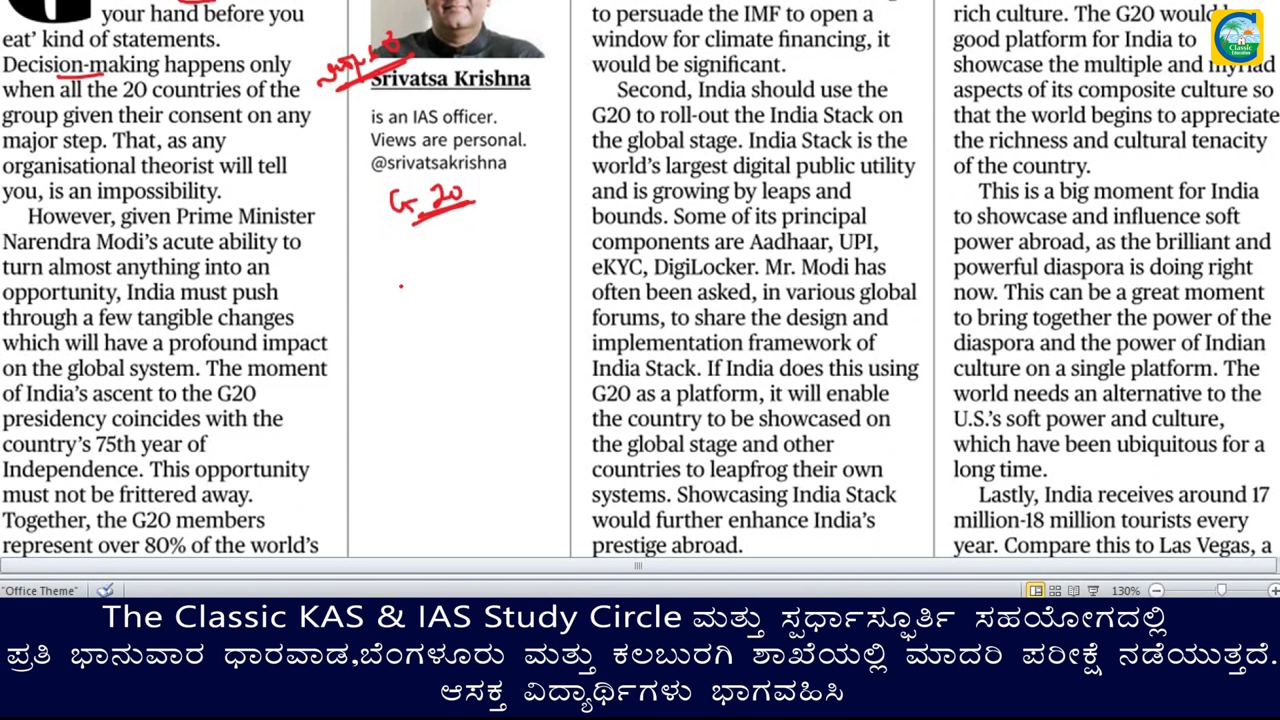 your hand before you
eat’ kind of statements.
Decision-making happens only
when all the 20 countries of the
group given their consent on any
major step. That, as any
organisational theorist will tell
you, is an impossibility.
However, given Prime Minister
Narendra Modi’s acute ability to
turn almost anything into an
opportunity, India must push
through a few tangible changes
which will have a profound impact
on the global system. The moment
of India’s ascent to the G20
presidency coincides with the
country’s 75th year of
Independence. This opportunity
must not be frittered away.
Together, the G20 members
represent over 80% of the world’s
Srivatsa Krishna
is an IAS officer.
Views are personal.
@srivatsakrishna
G 20
to persuade the IMF to open a
window for climate financing, it
would be significant.
Second, India should use the
G20 to roll-out the India Stack on
the global stage. India Stack is the
world’s largest digital public utility
and is growing by leaps and
bounds. Some of its principal
components are Aadhaar, UPI,
eKYC, DigiLocker. Mr. Modi has
often been asked, in various global
forums, to share the design and
implementation framework of
India Stack. If India does this using
G20 as a platform, it will enable
the country to be showcased on
the global stage and other
countries to leapfrog their own
systems. Showcasing India Stack
would further enhance India’s
prestige abroad.
rich culture. The G20 would be
good platform for India to
showcase the multiple and myriad
aspects of its composite culture so
that the world begins to appreciate
the richness and cultural tenacity
of the country.
This is a big moment for India
to showcase and influence soft
power abroad, as the brilliant and
powerful diaspora is doing right
now. This can be a great moment
to bring together the power of the
diaspora and the power of Indian
culture on a single platform. The
world needs an alternative to the
U.S.’s soft power and culture,
which have been ubiquitous for a
long time.
Lastly, India receives around 17
million-18 million tourists every
year. Compare this to Las Vegas, a
Classic
Education
"Office Theme"
130%
The Classic KAS & IAS Study Circle ಮತ್ತು ಸ್ಪರ್ಧಾಸ್ಫೂರ್ತಿ ಸಹಯೋಗದಲ್ಲಿ
ಪ್ರತಿ ಭಾನುವಾರ ಧಾರವಾಡ,ಬೆಂಗಳೂರು ಮತ್ತು ಕಲಬುರಗಿ ಶಾಖೆಯಲ್ಲಿ ಮಾದರಿ ಪರೀಕ್ಷೆ ನಡೆಯುತ್ತದೆ.
ಆಸಕ್ತ ವಿದ್ಯಾರ್ಥಿಗಳು ಭಾಗವಹಿಸಿ